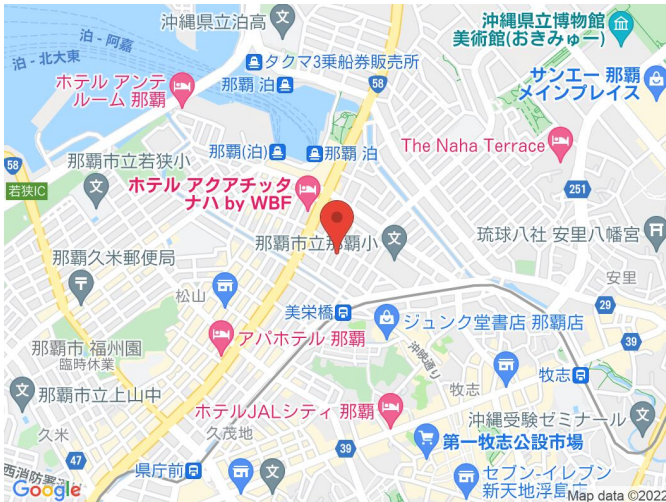 沖縄県立泊高
沖縄県立博物館
美術館(おきみゅー)
泊 - 阿嘉
泊 - 北大東
タクマ3乗船券販売所
サンエー 那覇
メインプレイス
ホテル アンテ
ルーム 那覇
那覇 泊
58
The Naha Terrace
那覇市立若狭小
那覇(泊)
那覇 泊
58
若狭IC
ホテル アクアチッタ
ナハ by WBF
251
那覇市立那覇小
琉球八社 安里八幡宮
那覇久米郵便局
安里
松山
美栄橋
29
ジュンク堂書店 那覇店
39
那覇市 福州園
臨時休業
アパホテル 那覇
沖映通り
牧志
牧志
那覇市立上山中
ホテルJALシティ 那覇
沖縄受験ゼミナール
久米
久茂地
39
第一牧志公設市場
47
県庁前
西消防署
セブン-イレブン
新天地浮島店
Google
Map data ©202